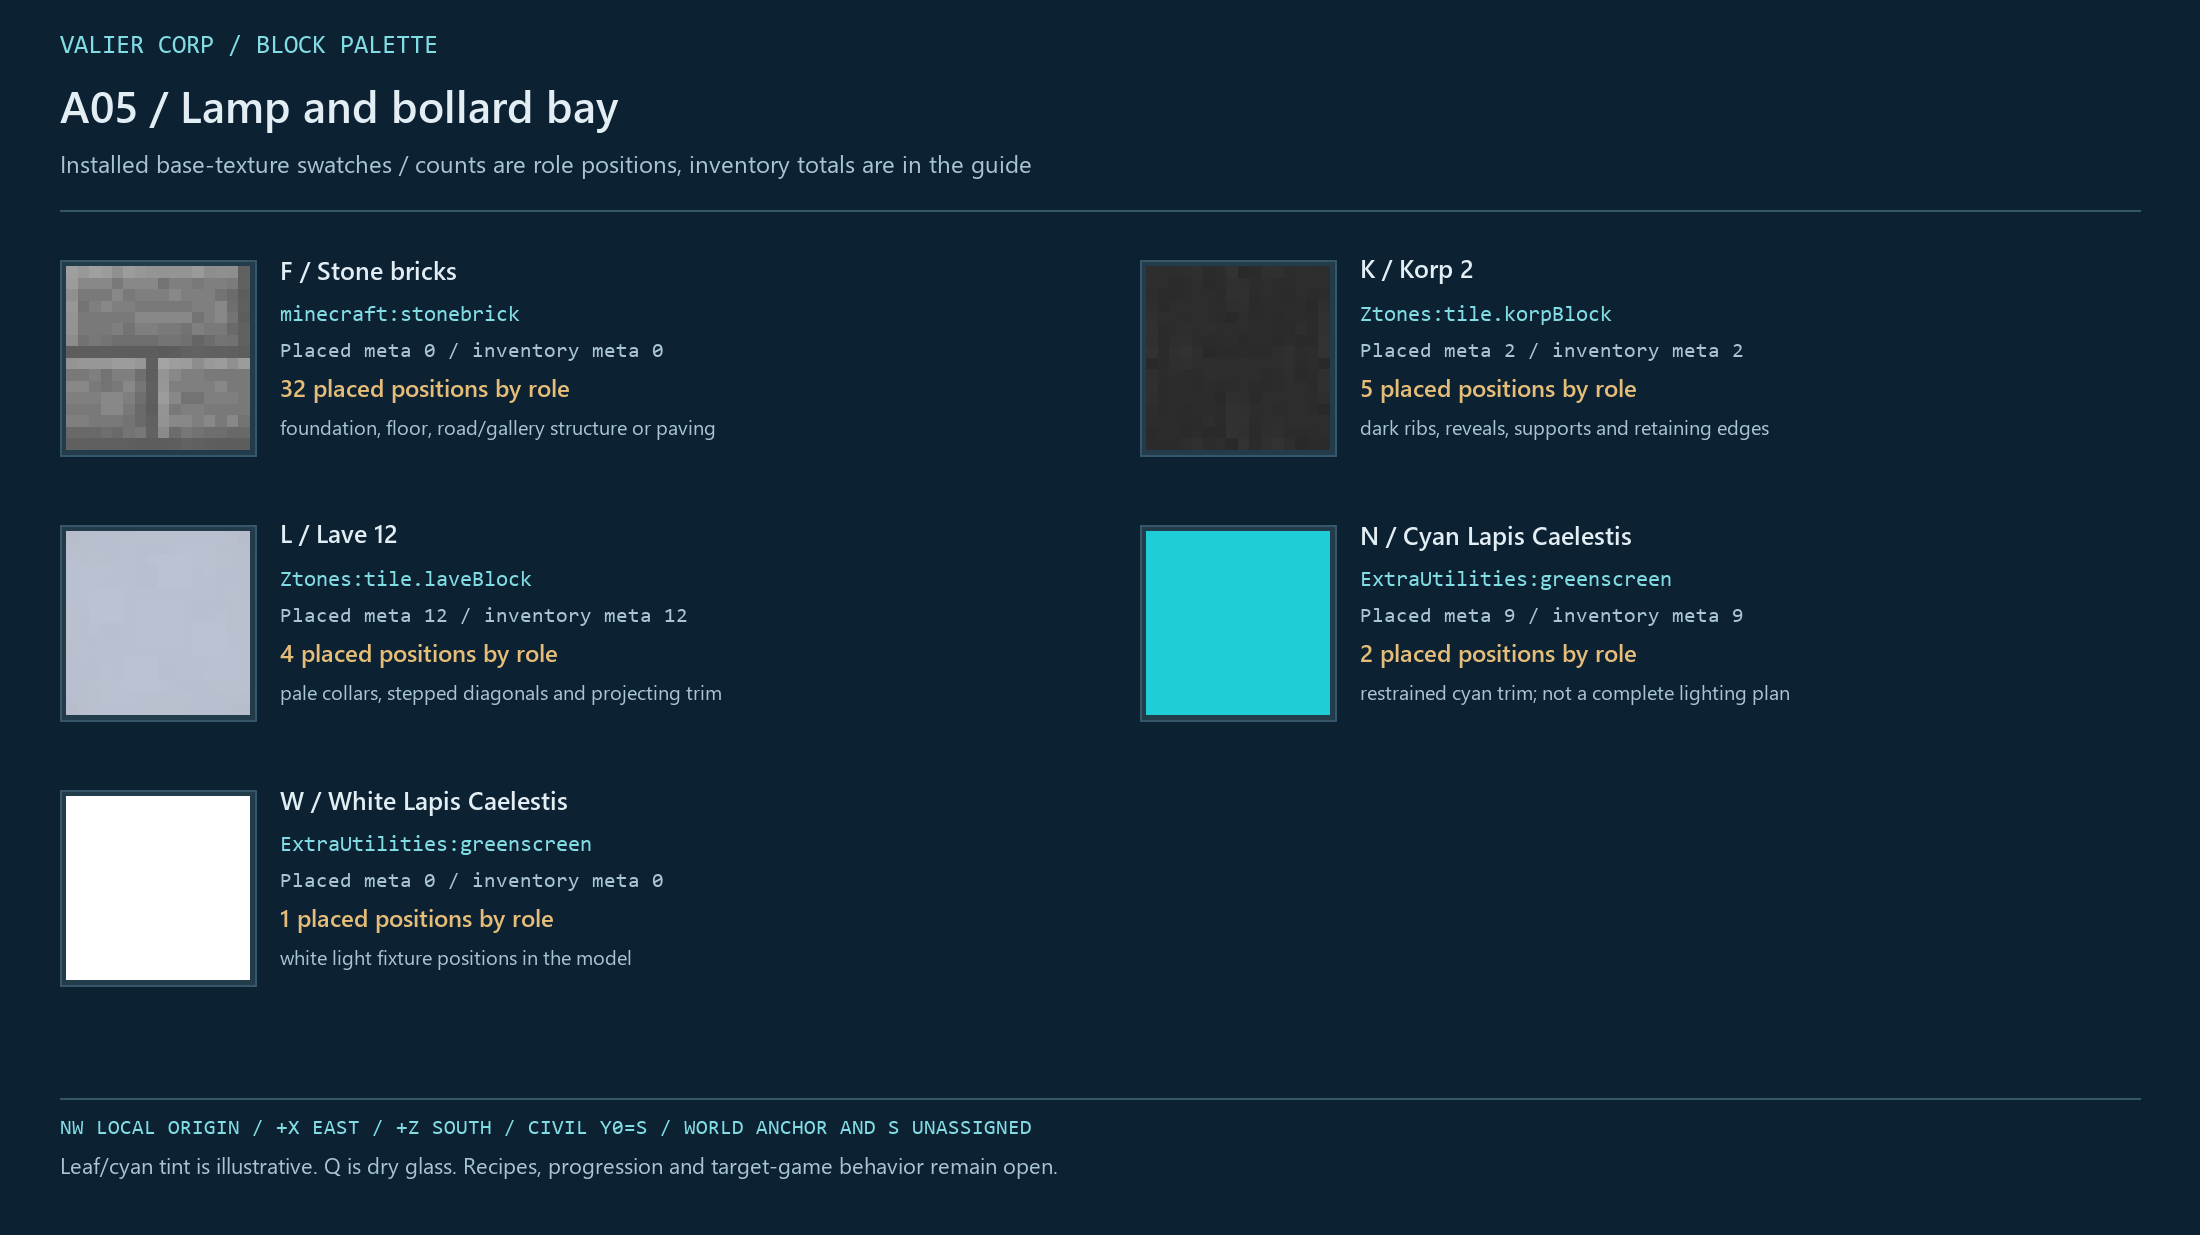 VALIER CORP / BLOCK PALETTE
A05 / Lamp and bollard bay
Installed base-texture swatches / counts are role positions, inventory totals are in the guide
F / Stone bricks
minecraft:stonebrick
Placed meta 0 / inventory meta 0
32 placed positions by role
foundation, floor, road/gallery structure or paving
K / Korp 2
Ztones:tile.korpBlock
Placed meta 2 / inventory meta 2
5 placed positions by role
dark ribs, reveals, supports and retaining edges
L / Lave 12
Ztones:tile.laveBlock
Placed meta 12 / inventory meta 12
4 placed positions by role
pale collars, stepped diagonals and projecting trim
N / Cyan Lapis Caelestis
ExtraUtilities:greenscreen
Placed meta 9 / inventory meta 9
2 placed positions by role
restrained cyan trim; not a complete lighting plan
W / White Lapis Caelestis
ExtraUtilities:greenscreen
Placed meta 0 / inventory meta 0
1 placed positions by role
white light fixture positions in the model
NW LOCAL ORIGIN / +X EAST / +Z SOUTH / CIVIL Y0=S / WORLD ANCHOR AND S UNASSIGNED
Leaf/cyan tint is illustrative. Q is dry glass. Recipes, progression and target-game behavior remain open.